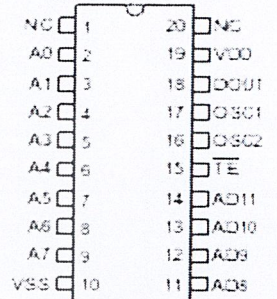 NC 1 20 NC
A0 2 19 VDD
A1 3 18 DOUT
A2 4 17 OSC1
A3 5 16 OSC2
A4 6 15 T̅E̅
A5 7 14 AD11
A6 8 13 AD10
A7 9 12 AD9
VSS 10 11 AD8